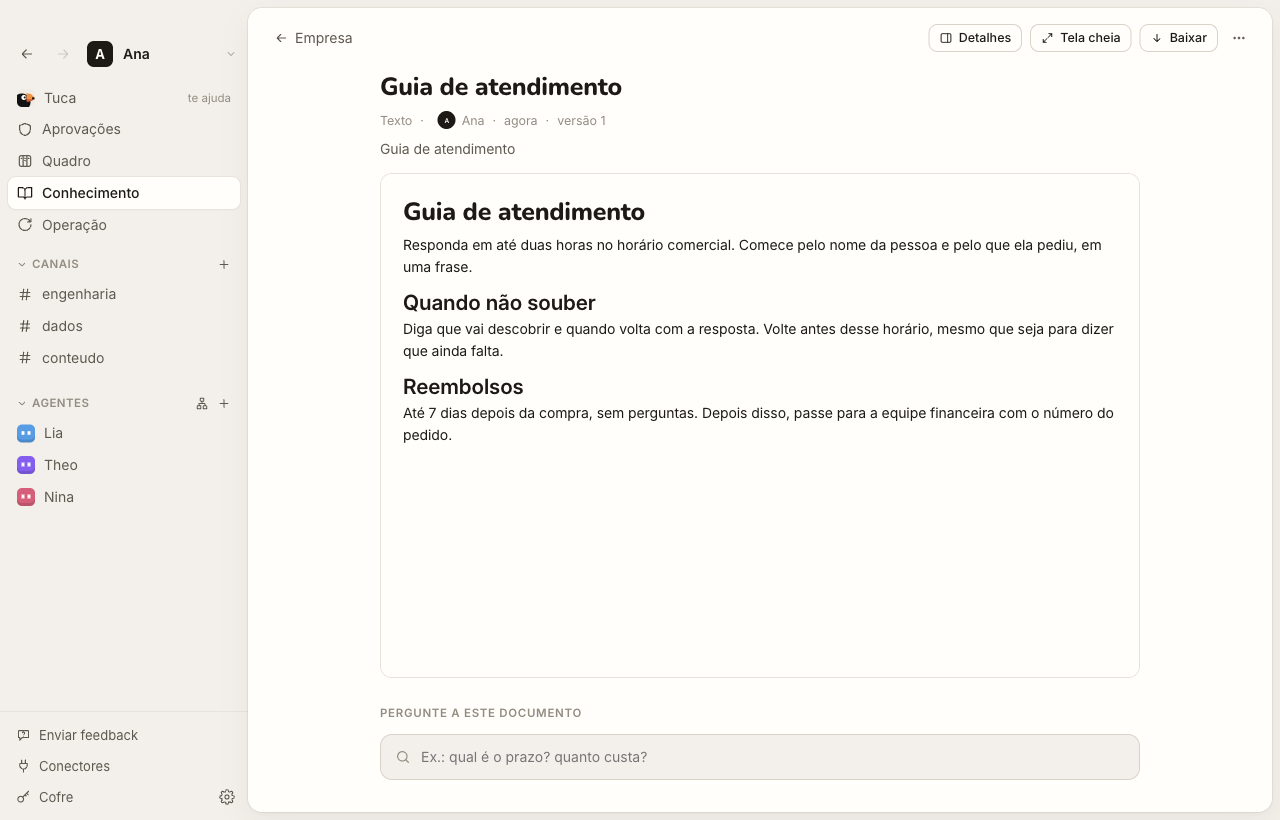 A Ana
Tuca te ajuda
Aprovações
Quadro
Conhecimento
Operação
CANAIS
# engenharia
# dados
# conteudo
AGENTES
Lia
Theo
Nina
Enviar feedback
Conectores
Cofre
Empresa
Detalhes
Tela cheia
Baixar
Guia de atendimento
Texto · A Ana · agora · versão 1
Guia de atendimento
Guia de atendimento
Responda em até duas horas no horário comercial. Comece pelo nome da pessoa e pelo que ela pediu, em
uma frase.
Quando não souber
Diga que vai descobrir e quando volta com a resposta. Volte antes desse horário, mesmo que seja para dizer
que ainda falta.
Reembolsos
Até 7 dias depois da compra, sem perguntas. Depois disso, passe para a equipe financeira com o número do
pedido.
PERGUNTE A ESTE DOCUMENTO
Ex.: qual é o prazo? quanto custa?